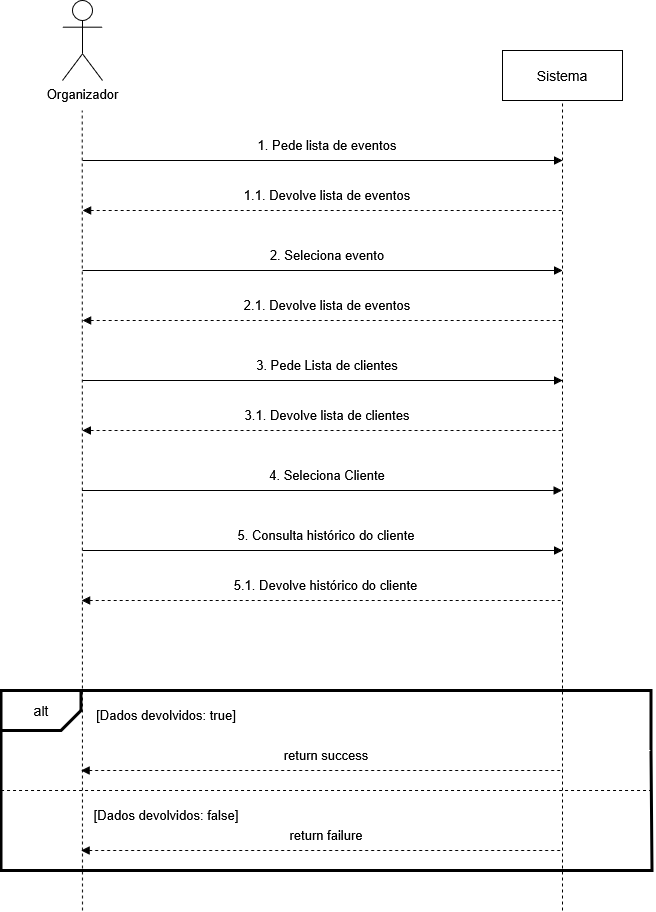 Organizador
Sistema
1. Pede lista de eventos
1.1. Devolve lista de eventos
2. Seleciona evento
2.1. Devolve lista de eventos
3. Pede Lista de clientes
3.1. Devolve lista de clientes
4. Seleciona Cliente
5. Consulta histórico do cliente
5.1. Devolve histórico do cliente
alt
[Dados devolvidos: true]
return success
[Dados devolvidos: false]
return failure